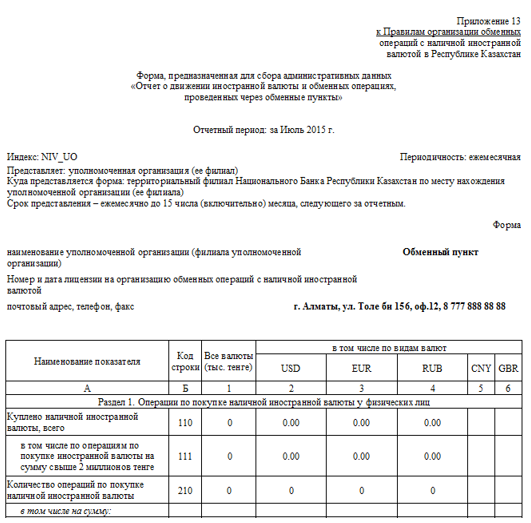 Приложение 13
к Правилам организации обменных
операций с наличной иностранной
валютой в Республике Казахстан
Форма, предназначенная для сбора административных данных
«Отчет о движении иностранной валюты и обменных операциях,
проведенных через обменные пункты»
Отчетный период: за Июль 2015 г.
Индекс: NIV_UO Периодичность: ежемесячная
Представляет: уполномоченная организация (ее филиал)
Куда представляется форма: территориальный филиал Национального Банка Республики Казахстан по месту нахождения
уполномоченной организации (ее филиала)
Срок представления – ежемесячно до 15 числа (включительно) месяца, следующего за отчетным.
Форма
наименование уполномоченной организации (филиала уполномоченной
организации) Обменный пункт
Номер и дата лицензии на организацию обменных операций с наличной иностранной
валютой
почтовый адрес, телефон, факс г. Алматы, ул. Толе би 156, оф.12, 8 777 888 88 88
Наименование показателя Код строки Все валюты (тыс. тенге) в том числе по видам валют
USD EUR RUB CNY GBR
А Б 1 2 3 4 5 6
Раздел 1. Операции по покупке наличной иностранной валюты у физических лиц
Куплено наличной иностранной
валюты, всего 110 0 0.00 0.00 0.00
в том числе по операциям по
покупке иностранной валюты на
сумму свыше 2 миллионов тенге 111 0 0.00 0.00 0.00
Количество операций по покупке
наличной иностранной валюты 210 0 0 0 0
в том числе на сумму: